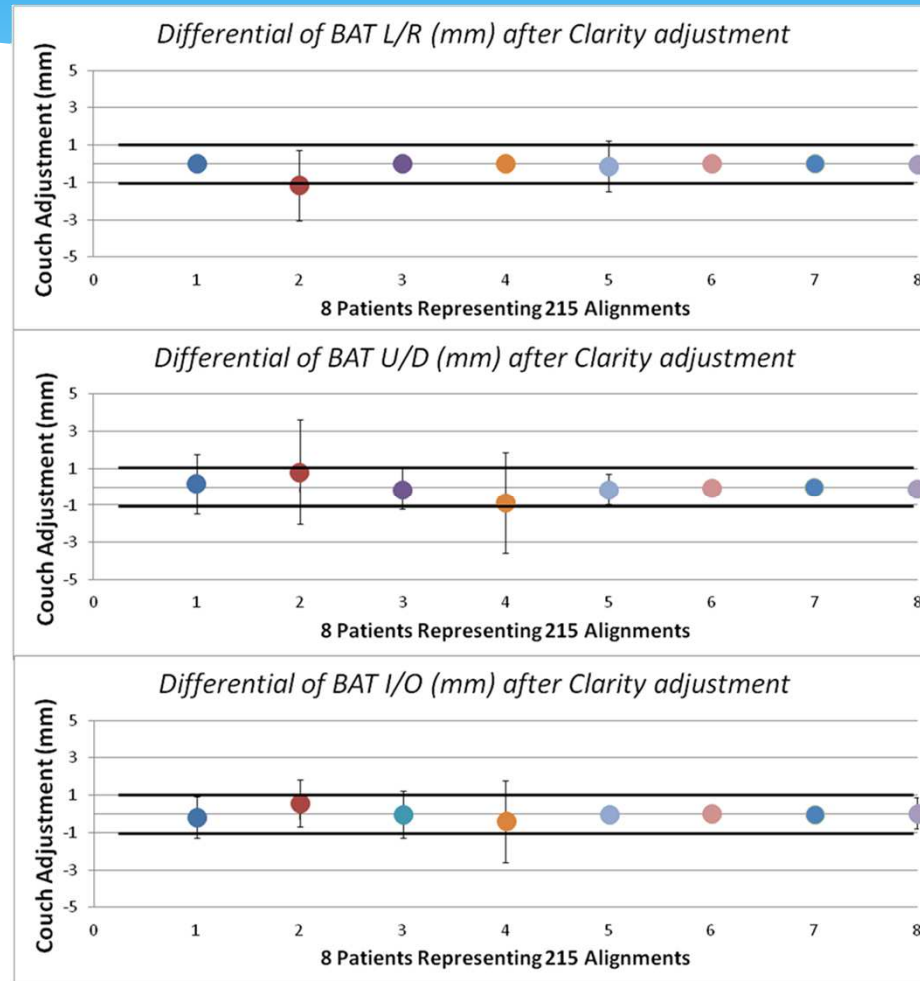 Differential of BAT L/R (mm) after Clarity adjustment
Couch Adjustment (mm)
5
3
1
-1
-3
-5
0 1 2 3 4 5 6 7 8
8 Patients Representing 215 Alignments
Differential of BAT U/D (mm) after Clarity adjustment
Couch Adjustment (mm)
5
3
1
-1
-3
-5
0 1 2 3 4 5 6 7 8
8 Patients Representing 215 Alignments
Differential of BAT I/O (mm) after Clarity adjustment
Couch Adjustment (mm)
5
3
1
-1
-3
-5
0 1 2 3 4 5 6 7 8
8 Patients Representing 215 Alignments